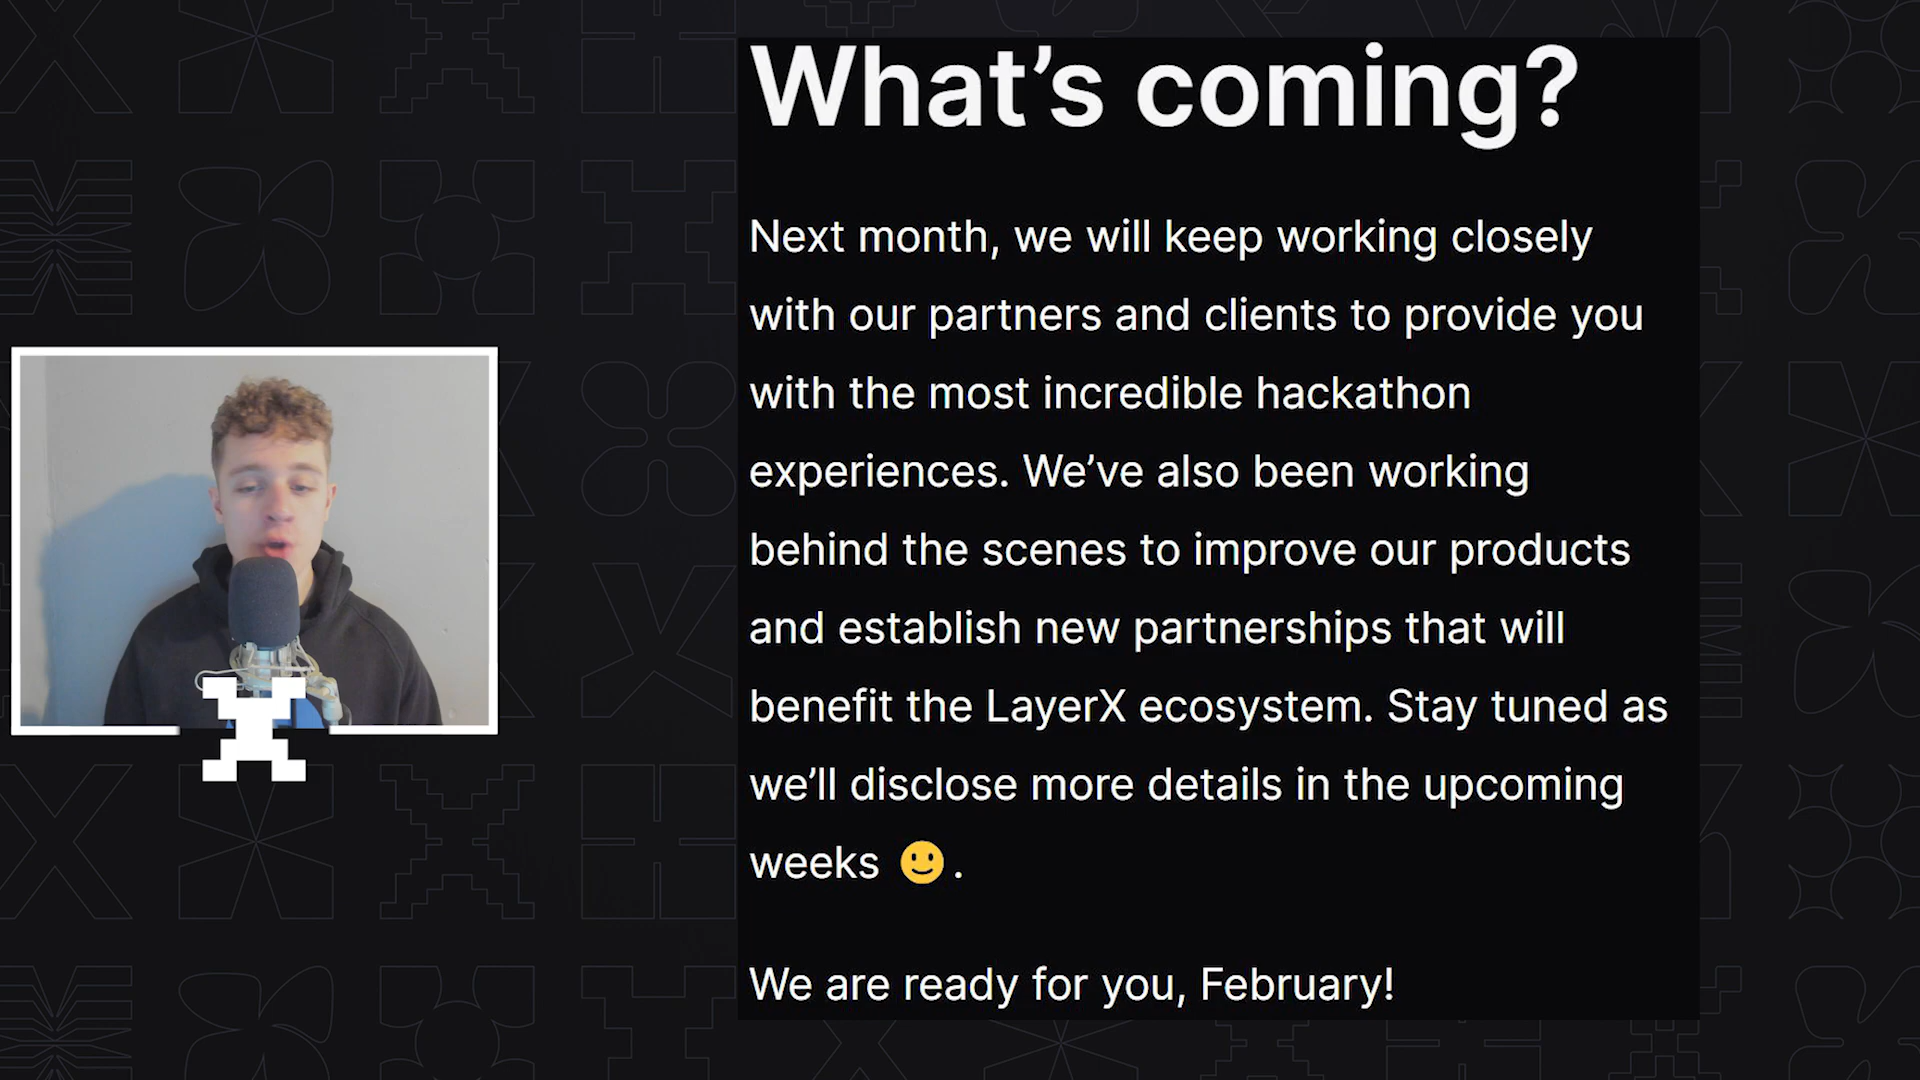 What’s coming?
Next month, we will keep working closely
with our partners and clients to provide you
with the most incredible hackathon
experiences. We’ve also been working
behind the scenes to improve our products
and establish new partnerships that will
benefit the LayerX ecosystem. Stay tuned as
we’ll disclose more details in the upcoming
weeks 🙂.
We are ready for you, February!